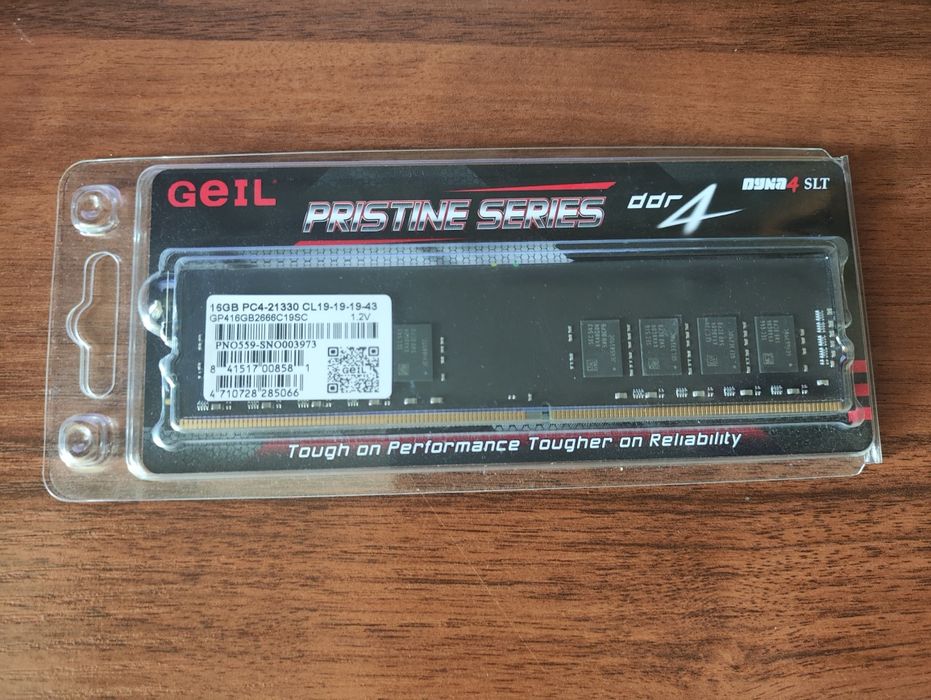 GeIL
PRISTINE SERIES
ddr4
DYNA4 SLT
16GB PC4-21330 CL19-19-19-43
GP416GB2666C19SC 1.2V
PNO559-SNO003973
8 41517 00858 1
GeIL
4 710728 285066
Tough on Performance Tougher on Reliability